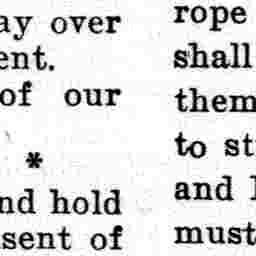 ay over
ent.
of our
*
nd hold
sent of
rope
shall
them
to st
and
must